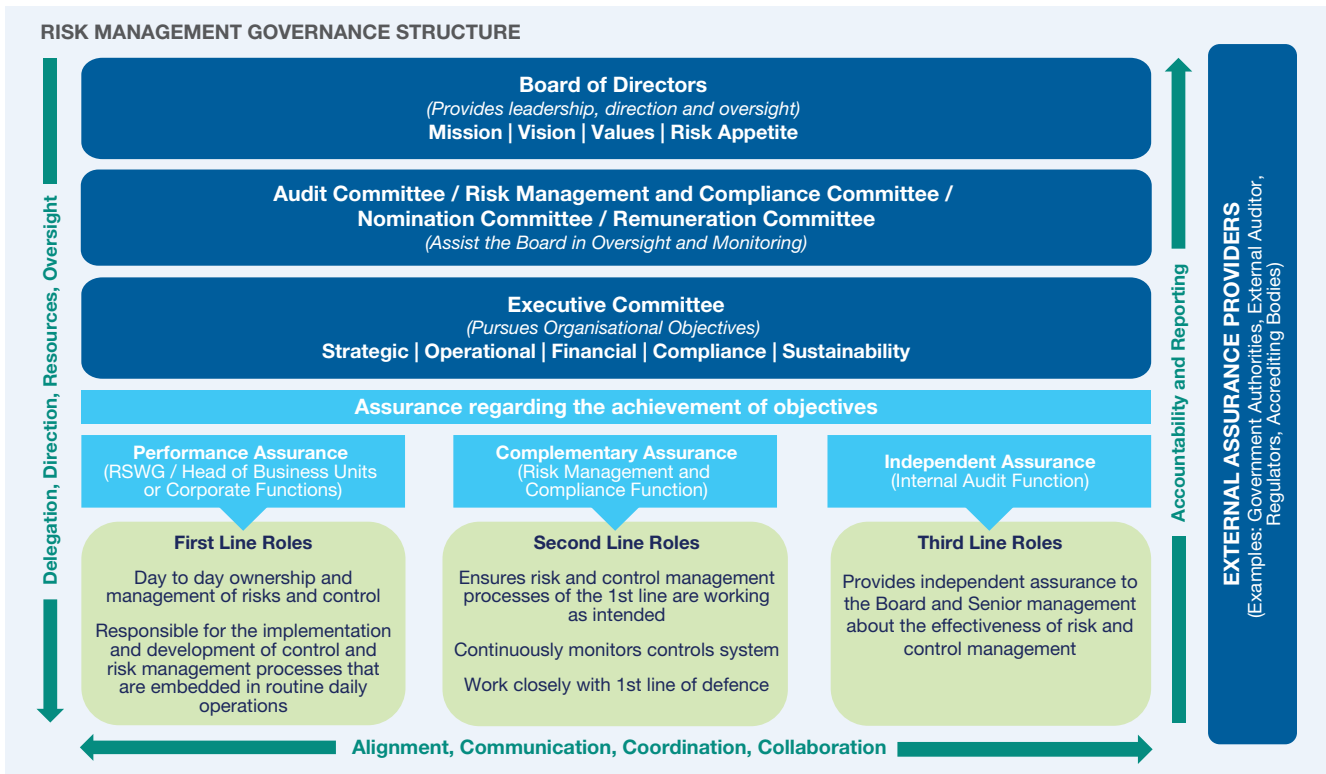 RISK MANAGEMENT GOVERNANCE STRUCTURE
Delegation, Direction, Resources, Oversight
Board of Directors
(Provides leadership, direction and oversight)
Mission | Vision | Values | Risk Appetite
Audit Committee / Risk Management and Compliance Committee /
Nomination Committee / Remuneration Committee
(Assist the Board in Oversight and Monitoring)
Executive Committee
(Pursues Organisational Objectives)
Strategic | Operational | Financial | Compliance | Sustainability
Assurance regarding the achievement of objectives
Performance Assurance
(RSWG / Head of Business Units
or Corporate Functions)
First Line Roles
Day to day ownership and
management of risks and control
Responsible for the implementation
and development of control and
risk management processes that
are embedded in routine daily
operations
Complementary Assurance
(Risk Management and
Compliance Function)
Second Line Roles
Ensures risk and control management
processes of the 1st line are working
as intended
Continuously monitors controls system
Work closely with 1st line of defence
Independent Assurance
(Internal Audit Function)
Third Line Roles
Provides independent assurance to
the Board and Senior management
about the effectiveness of risk and
control management
Alignment, Communication, Coordination, Collaboration
Accountability and Reporting
EXTERNAL ASSURANCE PROVIDERS
(Examples: Government Authorities, External Auditor,
Regulators, Accrediting Bodies)